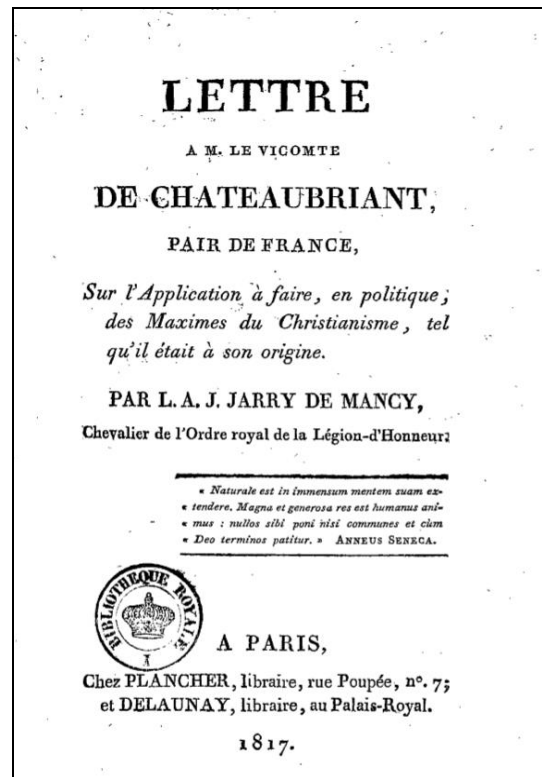 LETTRE
A M. LE VICOMTE
DE CHATEAUBRIANT,
PAIR DE FRANCE,
Sur l'Application à faire, en politique,
des Maximes du Christianisme, tel
qu'il était à son origine.
PAR L. A. J. JARRY DE MANCY,
Chevalier de l'Ordre royal de la Légion-d'Honneur.
« Naturale est in immensum mentem suam ex-
« tendere. Magna et generosa res est humanus ani-
« mus : nullos sibi poni nisi communes et cùm
« Deo terminos patitur. » ANNEUS SENECA.
BIBLIOTHEQUE ROYALE
I
A PARIS,
Chez PLANCHER, libraire, rue Poupée, nº. 7;
et DELAUNAY, libraire, au Palais-Royal.
1817.